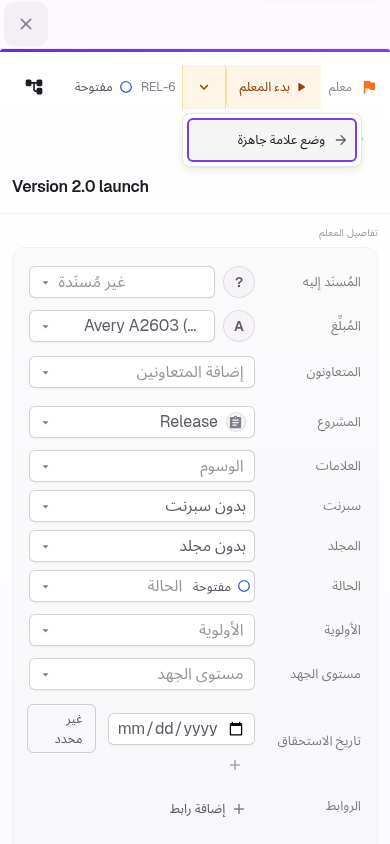 معلم
بدء المعلم
REL-6
مفتوحة
وضع علامة جاهزة
Version 2.0 launch
تفاصيل المعلم
المُسنَد إليه
?
غير مُسنَدة
المُبلِّغ
A
Avery A2603 (...
المتعاونون
إضافة المتعاونين
المشروع
Release
العلامات
الوسوم
سبرنت
بدون سبرنت
المجلد
بدون مجلد
الحالة
مفتوحة
الحالة
الأولوية
الأولوية
مستوى الجهد
مستوى الجهد
تاريخ الاستحقاق
mm/dd/yyyy
غير
محدد
الروابط
إضافة رابط